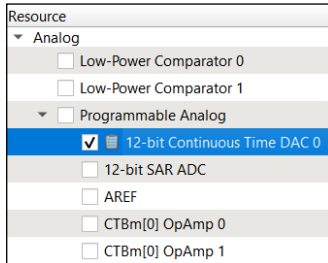 Resource
Analog
Low-Power Comparator 0
Low-Power Comparator 1
Programmable Analog
12-bit Continuous Time DAC 0
12-bit SAR ADC
AREF
CTBm[0] OpAmp 0
CTBm[0] OpAmp 1